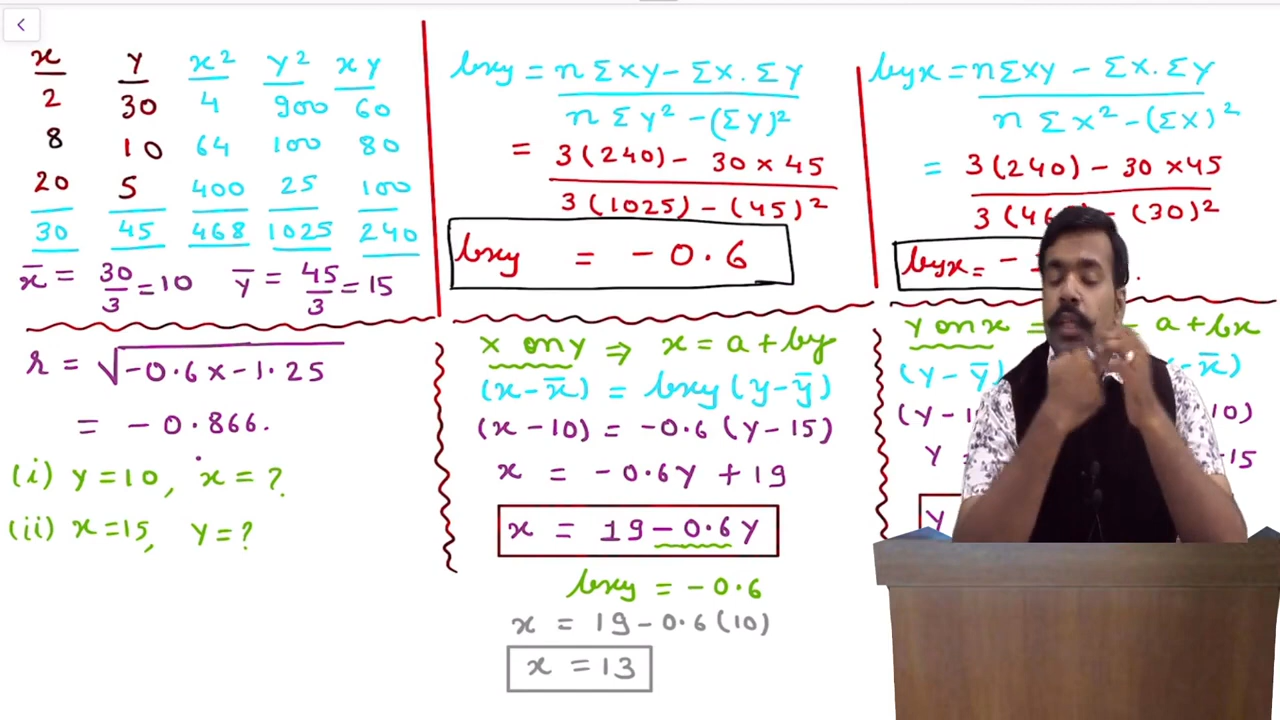 x y x² y² xy
2 30 4 900 60
8 10 64 100 80
20 5 400 25 100
30 45 468 1025 240
x̄ = 30/3 = 10 ȳ = 45/3 = 15
bxy = nΣxy - Σx.Σy / nΣy² - (Σy)²
= 3(240) - 30 × 45 / 3(1025) - (45)²
bxy = -0.6
byx = nΣxy - Σx.Σy / nΣx² - (Σx)²
= 3(240) - 30 × 45 / 3(46 - (30)²
byx = -
r = √-0.6 x -1.25
= -0.866.
(i) y = 10, x = ?
(ii) x = 15, y = ?
x on y ⇒ x = a + by
(x - x̄) = bxy (y - ȳ)
(x - 10) = -0.6 (y - 15)
x = -0.6y + 19
x = 19 - 0.6y
bxy = -0.6
x = 19 - 0.6(10)
x = 13
y on x = a + bx
(y - ȳ) - x̄)
(y - 1 10)
y 15
y